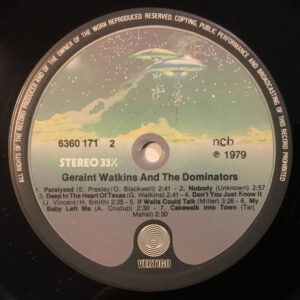 ALL RIGHTS OF THE RECORD PRODUCER AND OF THE OWNER OF THE WORK REPRODUCED RESERVED. COPYING, PUBLIC PERFORMANCE AND BROADCASTING OF THIS RECORD PROHIBITED
6360 171 2
ncb
STEREO 33⅓
℗ 1979
Geraint Watkins And The Dominators
1. Paralysed (E. Presley/O. Blackwell) 2:41 - 2. Nobody (Unknown) 2:57
3. Deep In The Heart Of Texas (G. Watkins) 2:41 - 4. Don't You Just Know It
(J. Vincent/H. Smith) 2:25 - 5. If Walls Could Talk (Miller) 3:26 - 6. My
Baby Left Me (A. Crudup) 2:30 - 7. Cakewalk Into Town (Taj
Mahal) 2:30
VERTIGO